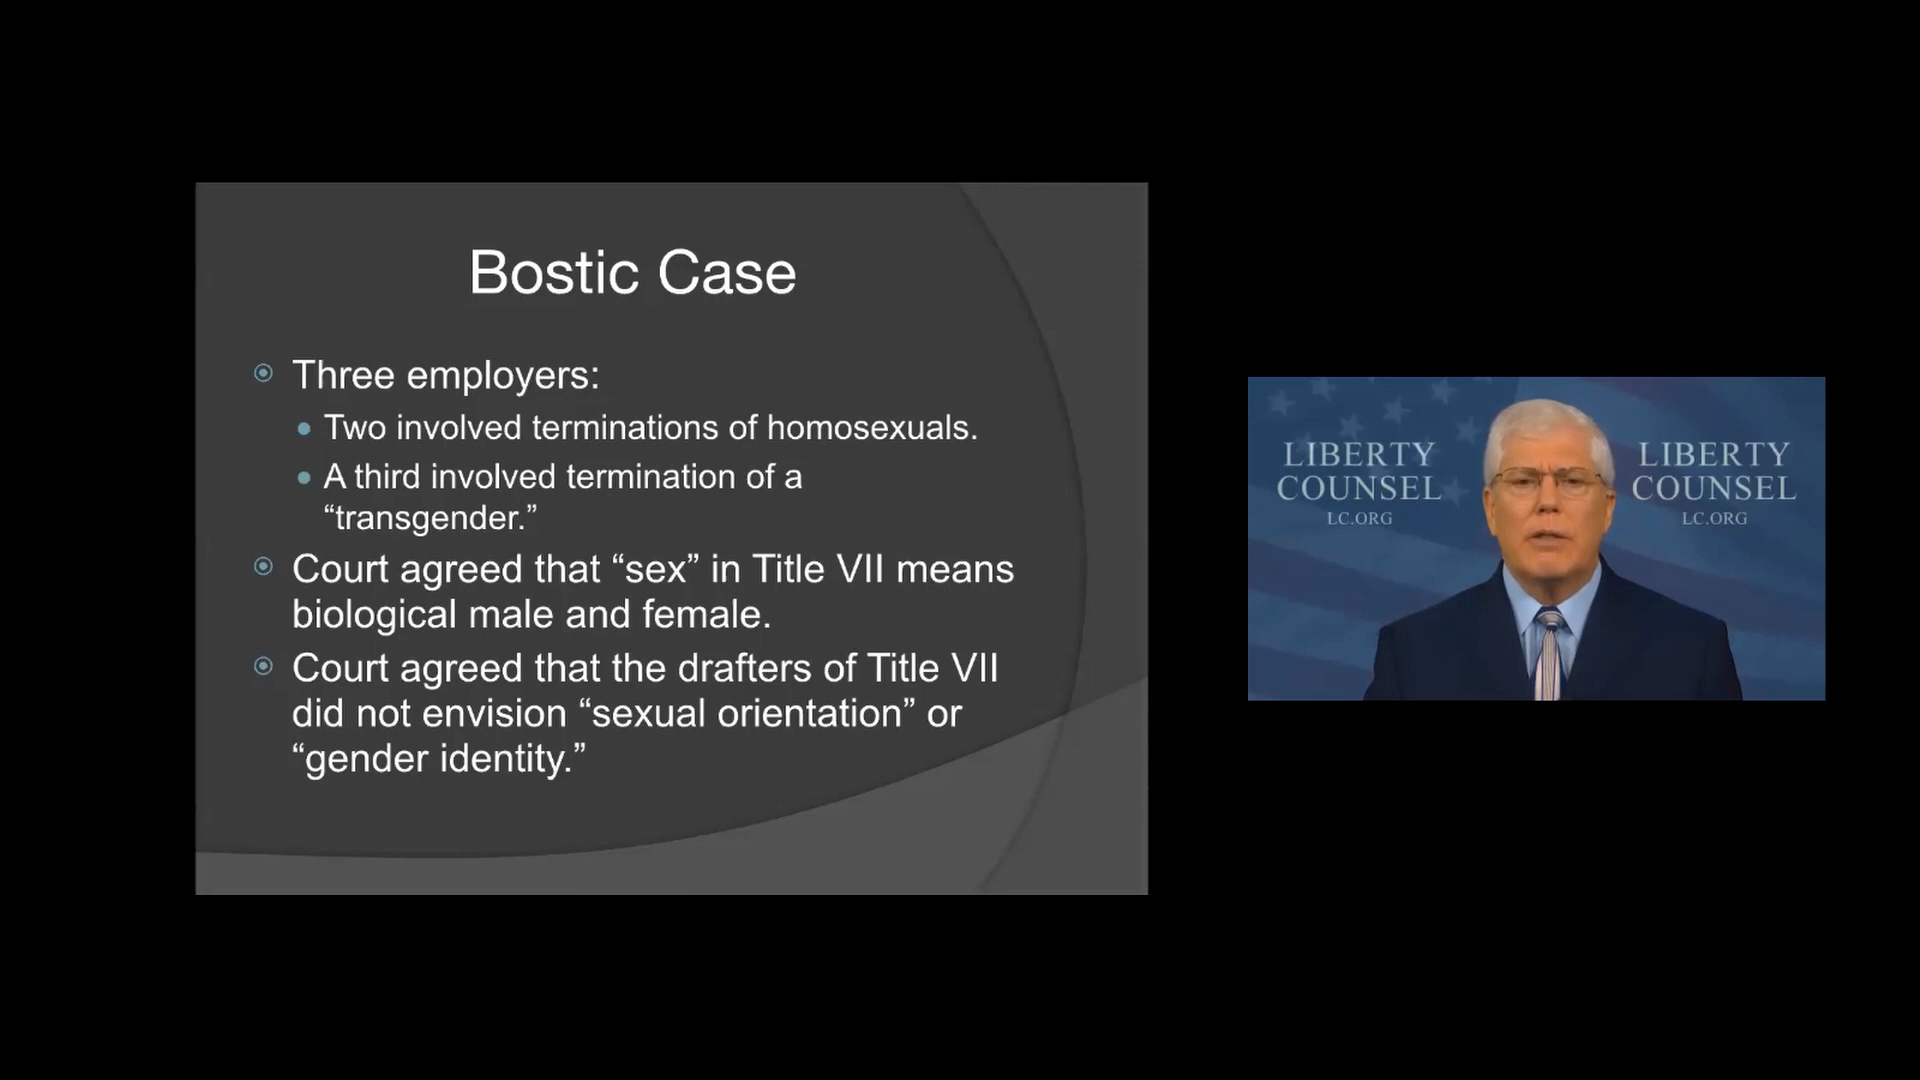 Bostic Case
Three employers:
Two involved terminations of homosexuals.
A third involved termination of a
“transgender.”
Court agreed that “sex” in Title VII means
biological male and female.
Court agreed that the drafters of Title VII
did not envision “sexual orientation” or
“gender identity.”
LIBERTY
COUNSEL
LC.ORG
LIBERTY
COUNSEL
LC.ORG